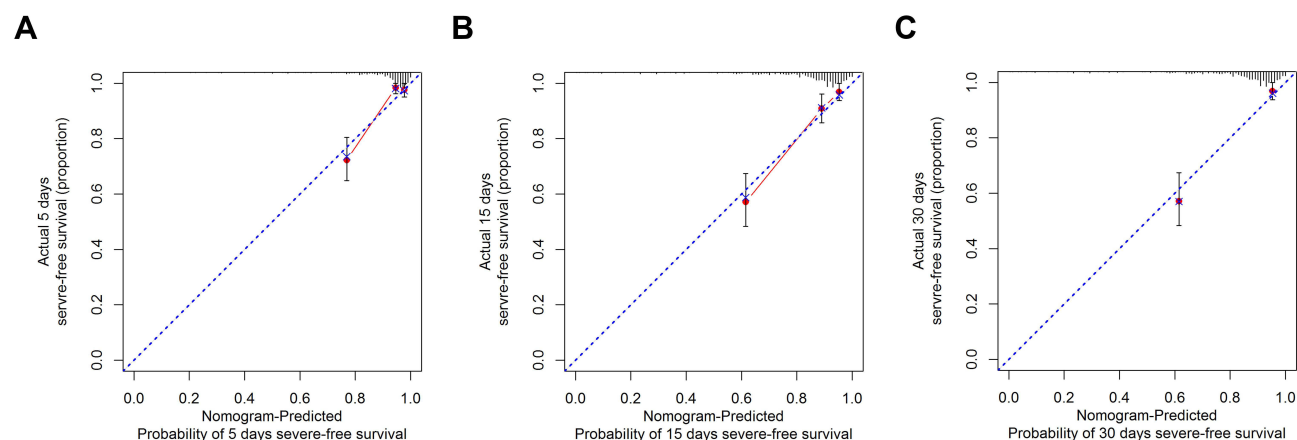 A
B
C
Actual 5 days
servre-free survival (proportion)
0.0 0.2 0.4 0.6 0.8 1.0
0.0 0.2 0.4 0.6 0.8 1.0
Nomogram-Predicted
Probability of 5 days severe-free survival
Actual 15 days
servre-free survival (proportion)
0.0 0.2 0.4 0.6 0.8 1.0
0.0 0.2 0.4 0.6 0.8 1.0
Nomogram-Predicted
Probability of 15 days severe-free survival
Actual 30 days
servre-free survival (proportion)
0.0 0.2 0.4 0.6 0.8 1.0
0.0 0.2 0.4 0.6 0.8 1.0
Nomogram-Predicted
Probability of 30 days severe-free survival